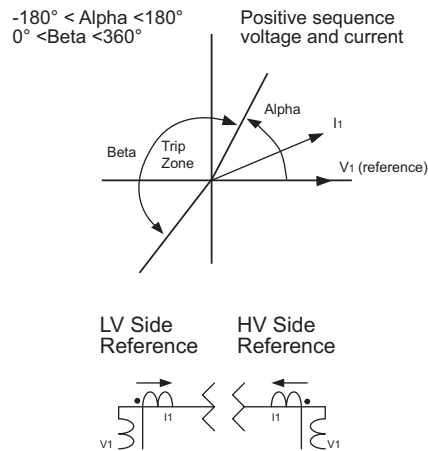 -180° < Alpha <180°
0° <Beta <360°
Positive sequence
voltage and current
Alpha
I1
Beta
Trip
Zone
V1 (reference)
LV Side
Reference
HV Side
Reference
I1
I1
V1
V1